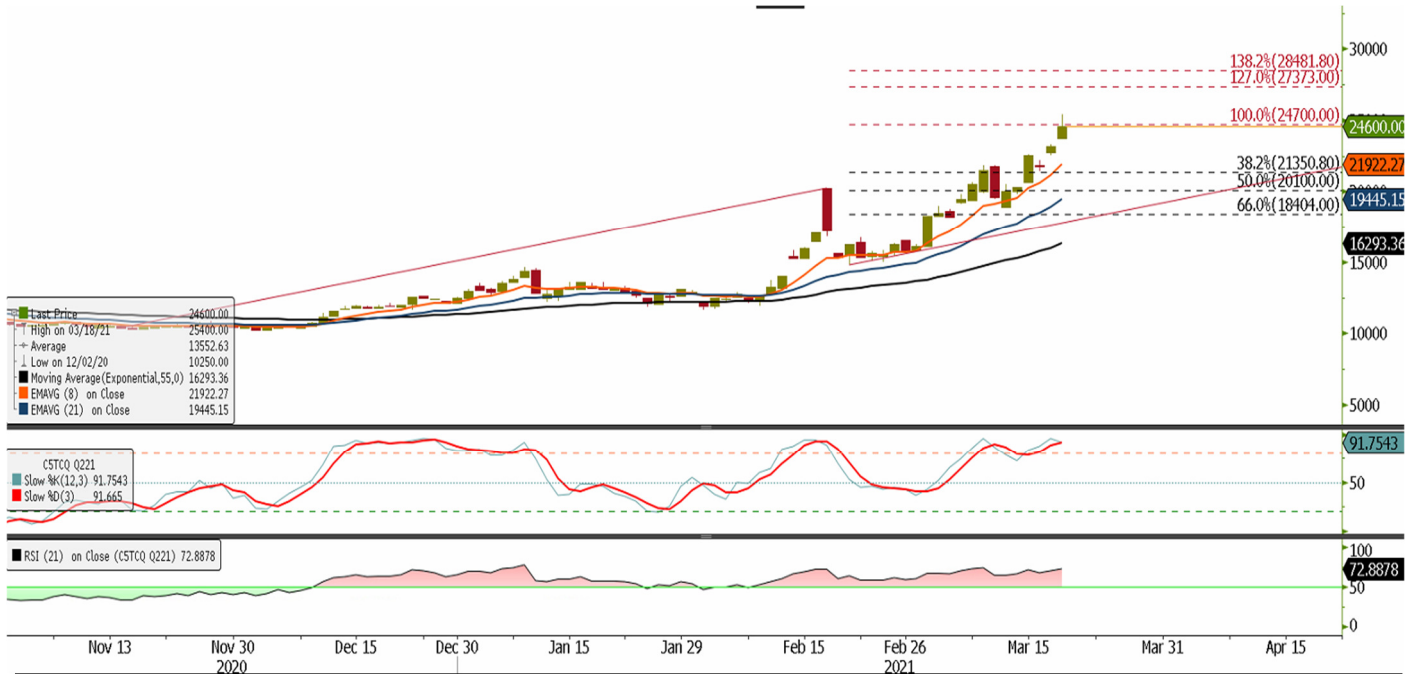 30000
138.2%(28481.80)
127.0%(27373.00)
100.0%(24700.00)
24600.00
38.2%(21350.80)
21922.27
50.0%(20100.00)
19445.15
66.0%(18404.00)
16293.36
15000
10000
5000
Last Price 24600.00
High on 03/18/21 25400.00
Average 13552.63
Low on 12/02/20 10250.00
Moving Average(Exponential,55,0) 16293.36
EMAVG (8) on Close 21922.27
EMAVG (21) on Close 19445.15
91.7543
C5TCQ Q221
Slow %K(12,3) 91.7543
Slow %D(3) 91.665
50
RSI (21) on Close (C5TCQ Q221) 72.8878
100
72.8878
50
0
Nov 13 Nov 30 Dec 15 Dec 30 Jan 15 Jan 29 Feb 15 Feb 26 Mar 15 Mar 31 Apr 15
2020 2021